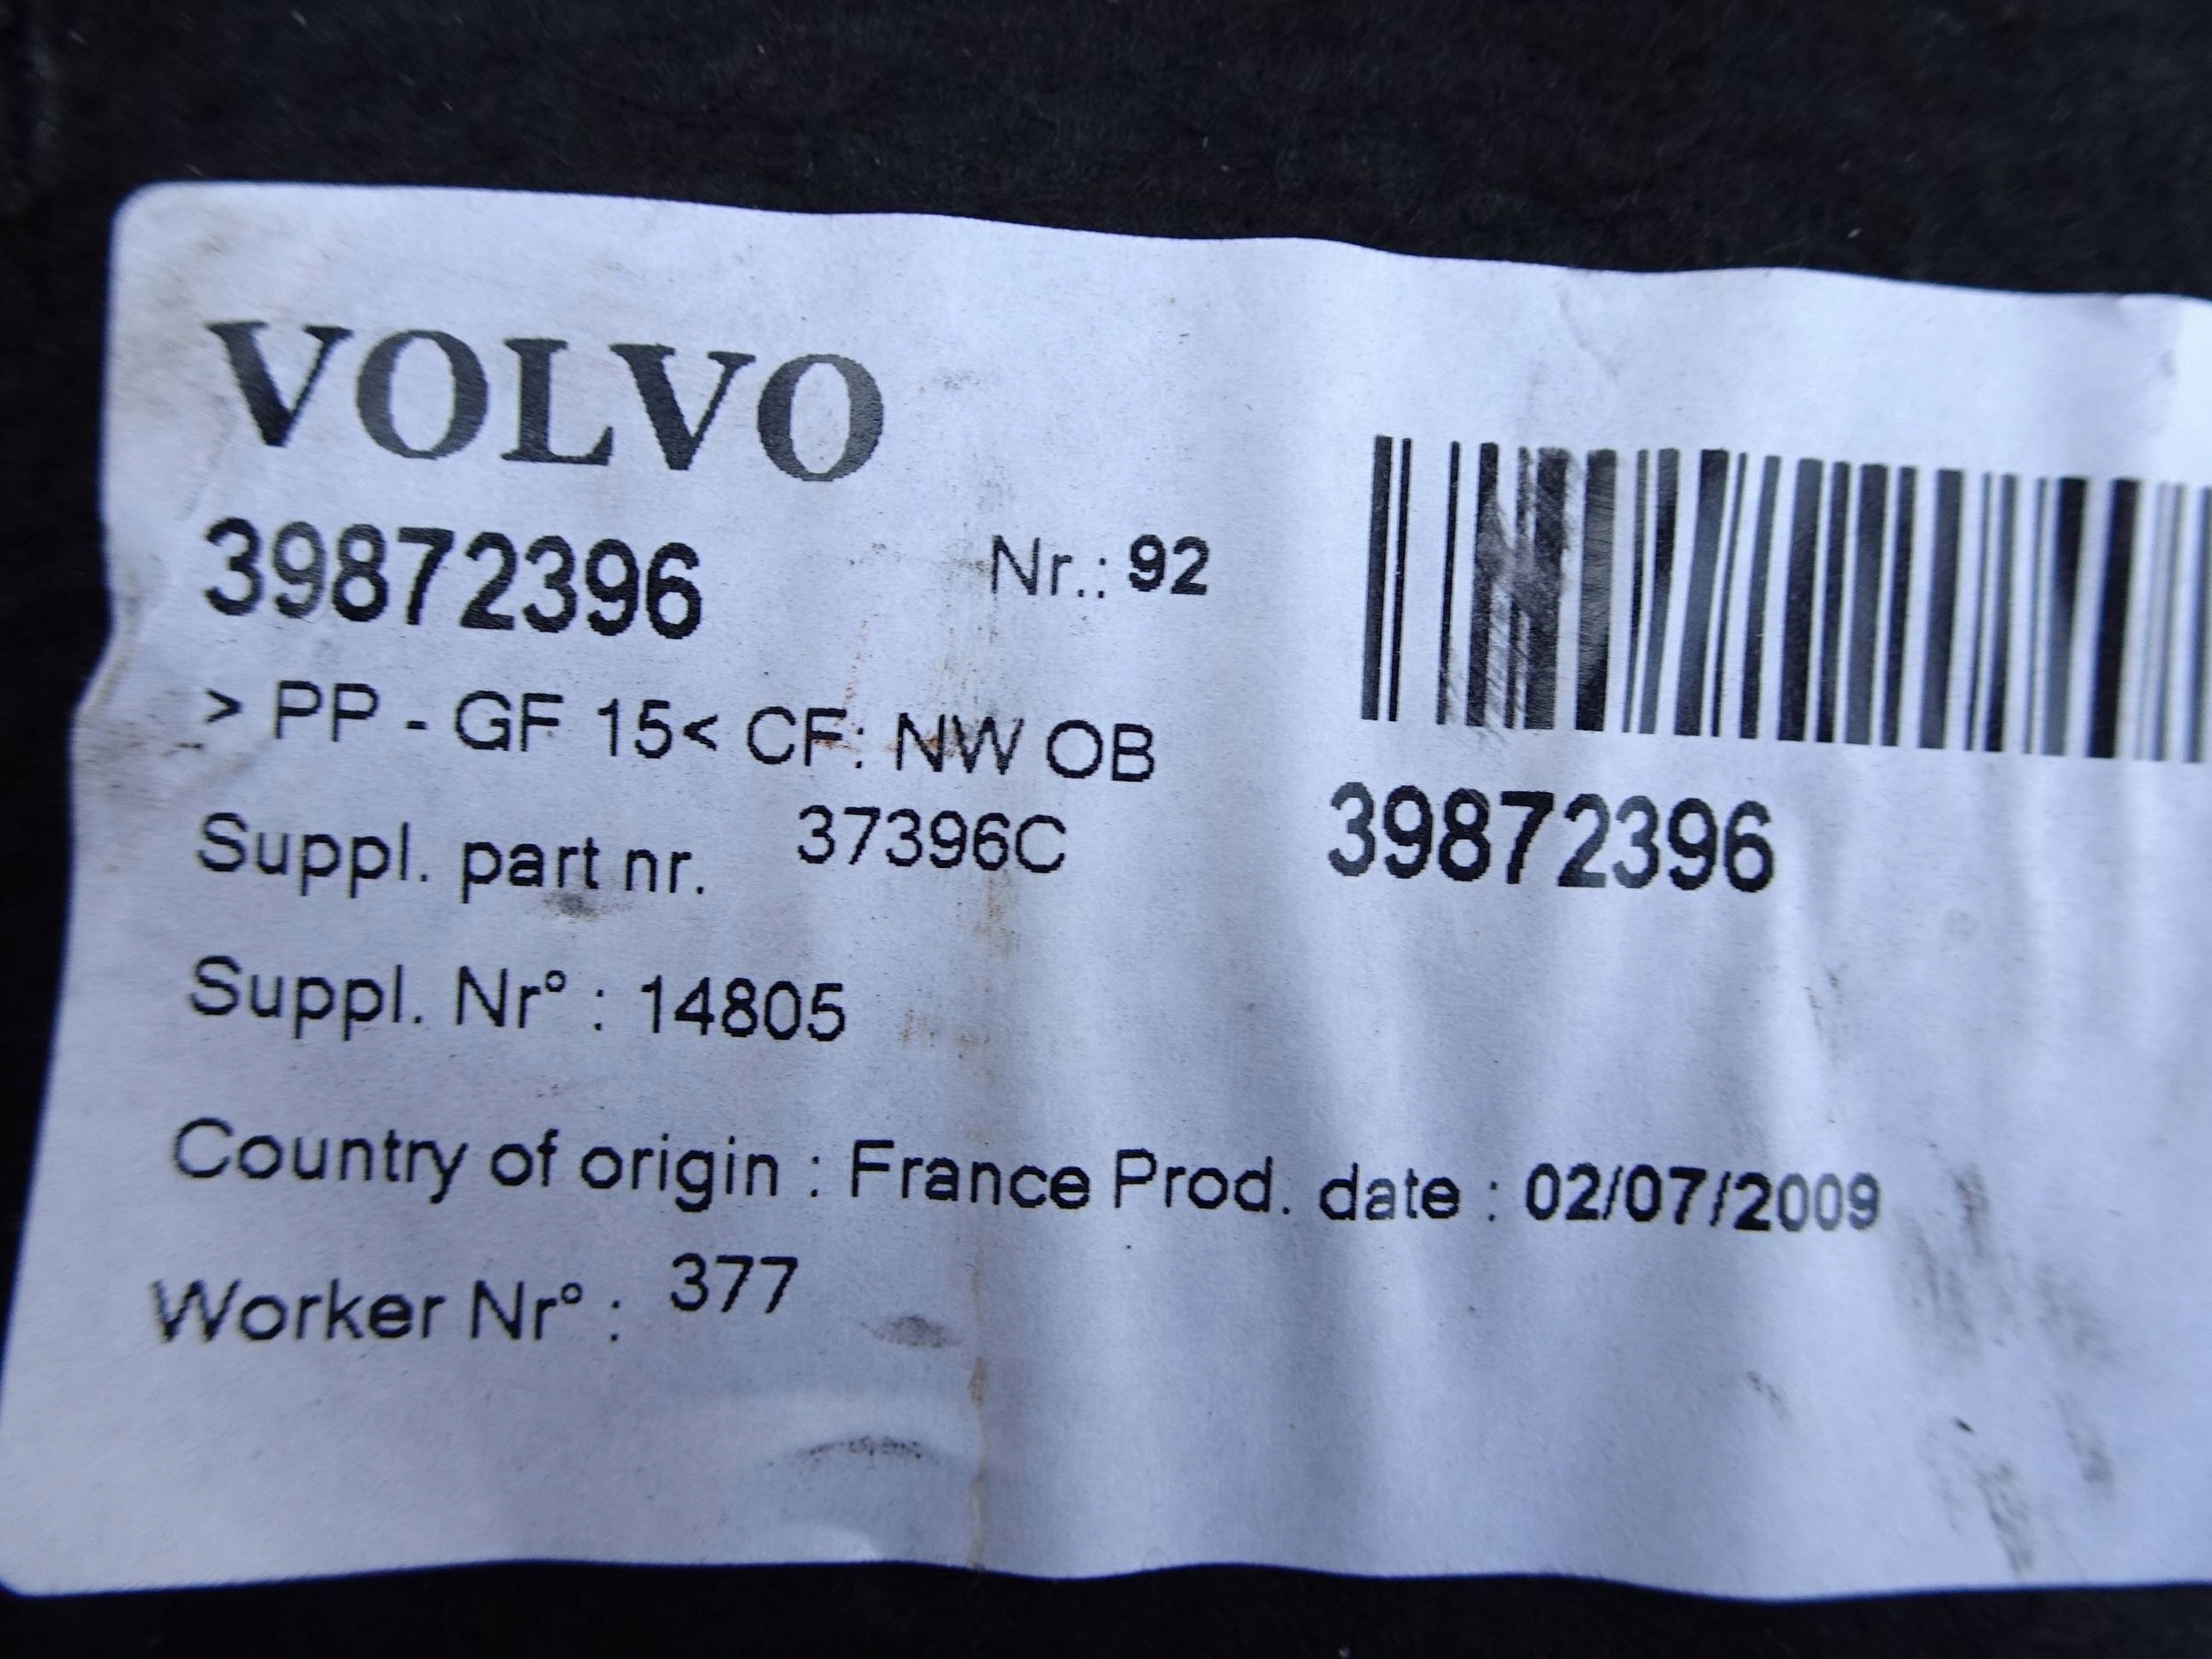 VOLVO
39872396 Nr.: 92
> PP - GF 15< CF: NW OB
Suppl. part nr. 37396C
39872396
Suppl. Nr° : 14805
Country of origin : France Prod. date : 02/07/2009
Worker Nr° : 377